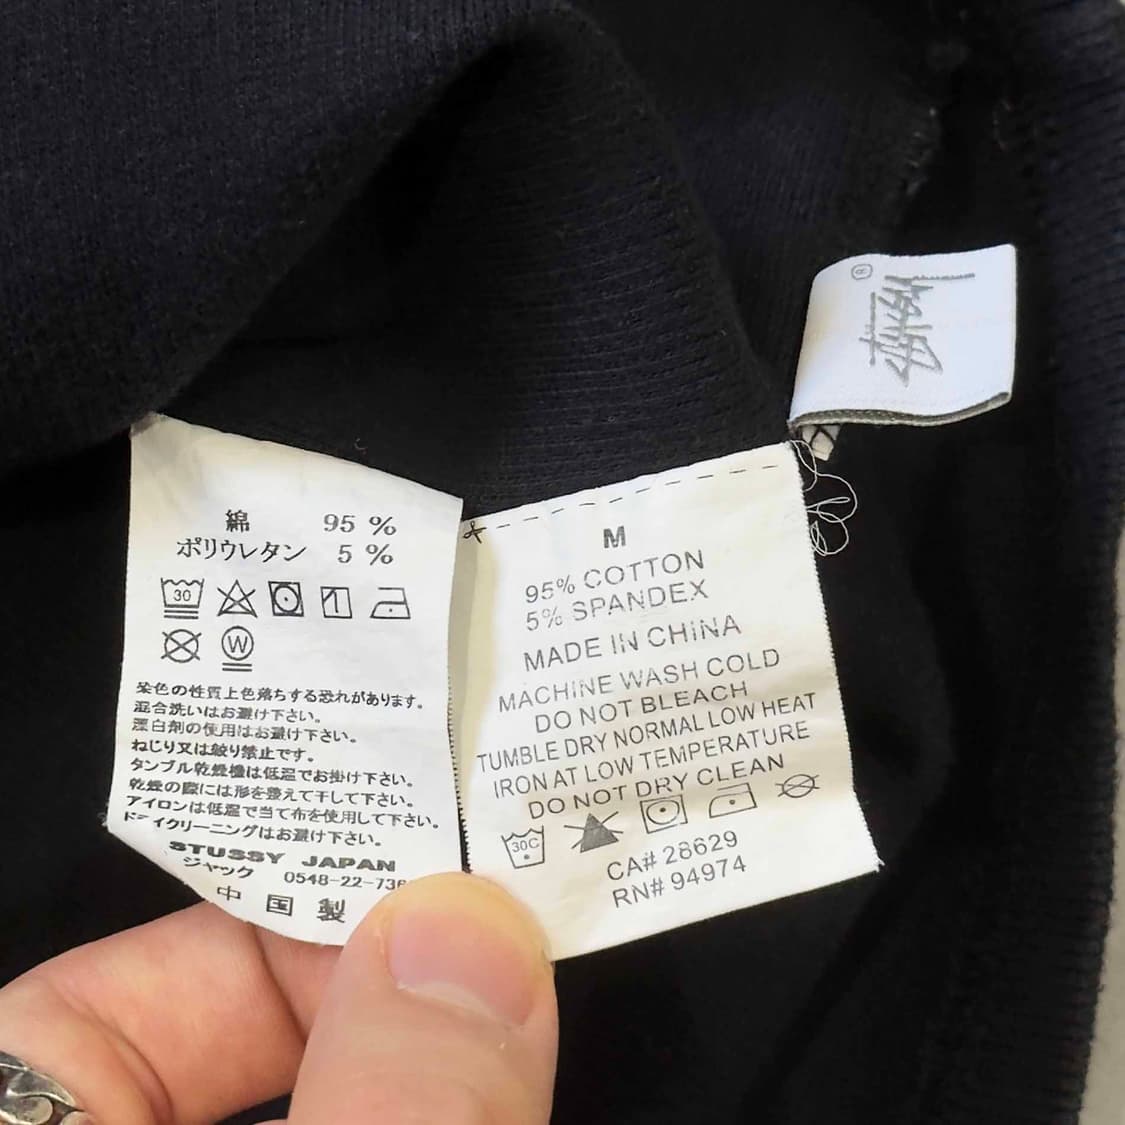 綿 95 %
ポリウレタン 5 %
30
W
染色の性質上色落ちする恐れがあります。
混合洗いはお避け下さい。
漂白剤の使用はお避け下さい。
ねじり又は絞り禁止です。
タンブル乾燥機は低温でお掛け下さい。
乾燥の際には形を整えて干して下さい。
アイロンは低温で当て布を使用して下さい。
ドライクリーニングはお避け下さい。
STUSSY JAPAN
ジャック 0548-22-736
中国製
M
95% COTTON
5% SPANDEX
MADE IN CHINA
MACHINE WASH COLD
DO NOT BLEACH
TUMBLE DRY NORMAL LOW HEAT
IRON AT LOW TEMPERATURE
DO NOT DRY CLEAN
30C
CA# 28629
RN# 94974
Stussy ®